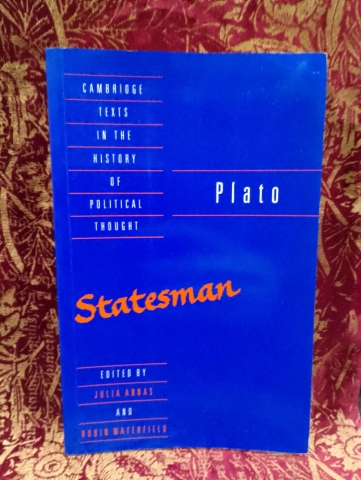 CAMBRIDGE
TEXTS
IN THE
HISTORY
OF
POLITICAL
THOUGHT
Plato
Statesman
EDITED BY
JULIA ANNAS
AND
ROBIN WATERFIELD